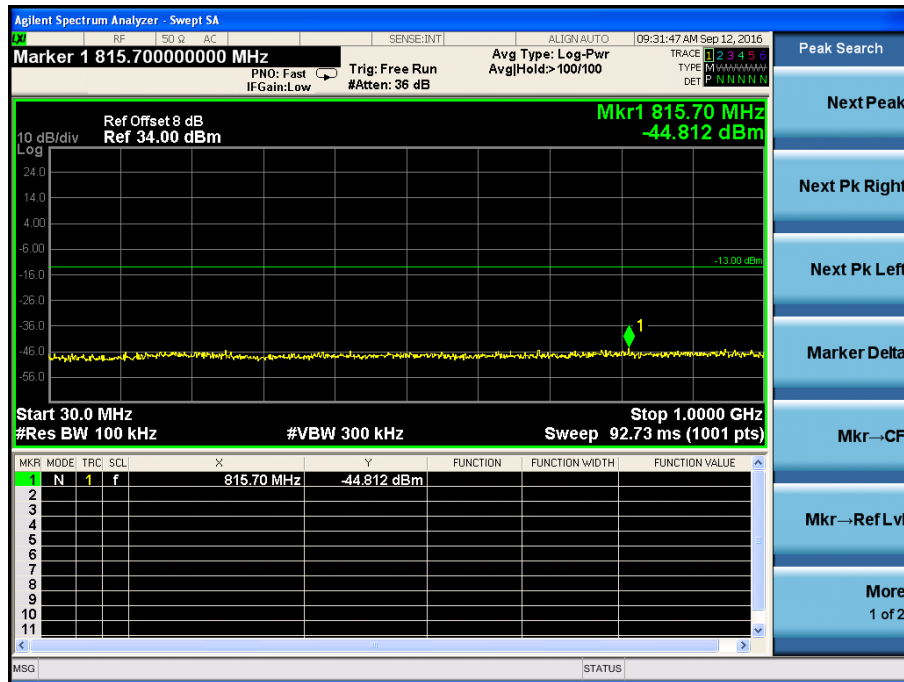 Agilent Spectrum Analyzer - Swept SA
LXI RF 50 Ω AC SENSE:INT ALIGN AUTO 09:31:47 AM Sep 12, 2016
Marker 1 815.700000000 MHz
PNO: Fast
IFGain:Low
Trig: Free Run
#Atten: 36 dB
Avg Type: Log-Pwr
Avg|Hold:>100/100
TRACE 1 2 3 4 5 6
TYPE M WWWWW
DET P N N N N N
Peak Search
Mkr1 815.70 MHz
-44.812 dBm
Ref Offset 8 dB
10 dB/div Ref 34.00 dBm
Log
24.0
14.0
4.00
-6.00
-13.00 dBm
-16.0
-26.0
-36.0
1
-46.0
-56.0
Start 30.0 MHz Stop 1.0000 GHz
#Res BW 100 kHz #VBW 300 kHz Sweep 92.73 ms (1001 pts)
MKR MODE TRC SCL X Y FUNCTION FUNCTION WIDTH FUNCTION VALUE
1 N 1 f 815.70 MHz -44.812 dBm
2
3
4
5
6
7
8
9
10
11
MSG STATUS
Next Peak
Next Pk Right
Next Pk Left
Marker Delta
Mkr→CF
Mkr→Ref Lvl
More
1 of 2